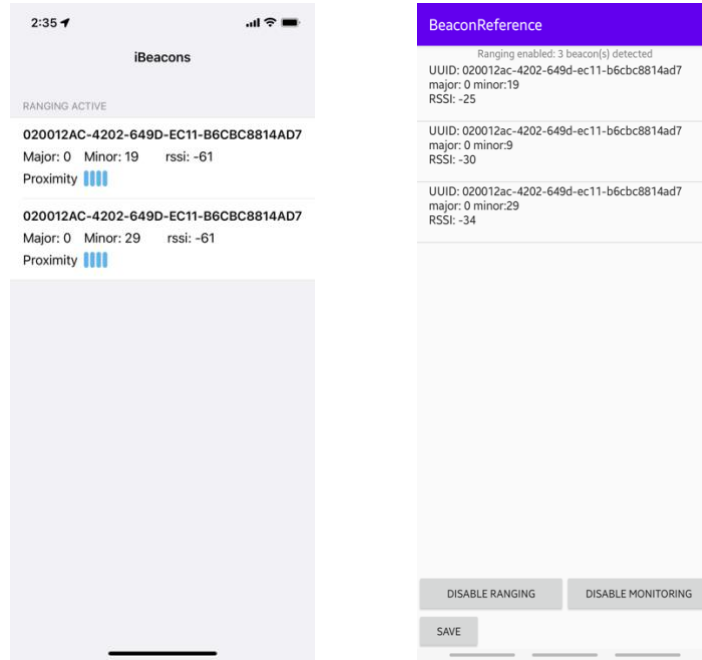 2:35
iBeacons
RANGING ACTIVE
020012AC-4202-649D-EC11-B6CBC8814AD7
Major: 0 Minor: 19 rssi: -61
Proximity
020012AC-4202-649D-EC11-B6CBC8814AD7
Major: 0 Minor: 29 rssi: -61
Proximity
BeaconReference
Ranging enabled: 3 beacon(s) detected
UUID: 020012ac-4202-649d-ec11-b6cbc8814ad7
major: 0 minor:19
RSSI: -25
UUID: 020012ac-4202-649d-ec11-b6cbc8814ad7
major: 0 minor:9
RSSI: -30
UUID: 020012ac-4202-649d-ec11-b6cbc8814ad7
major: 0 minor:29
RSSI: -34
DISABLE RANGING DISABLE MONITORING
SAVE